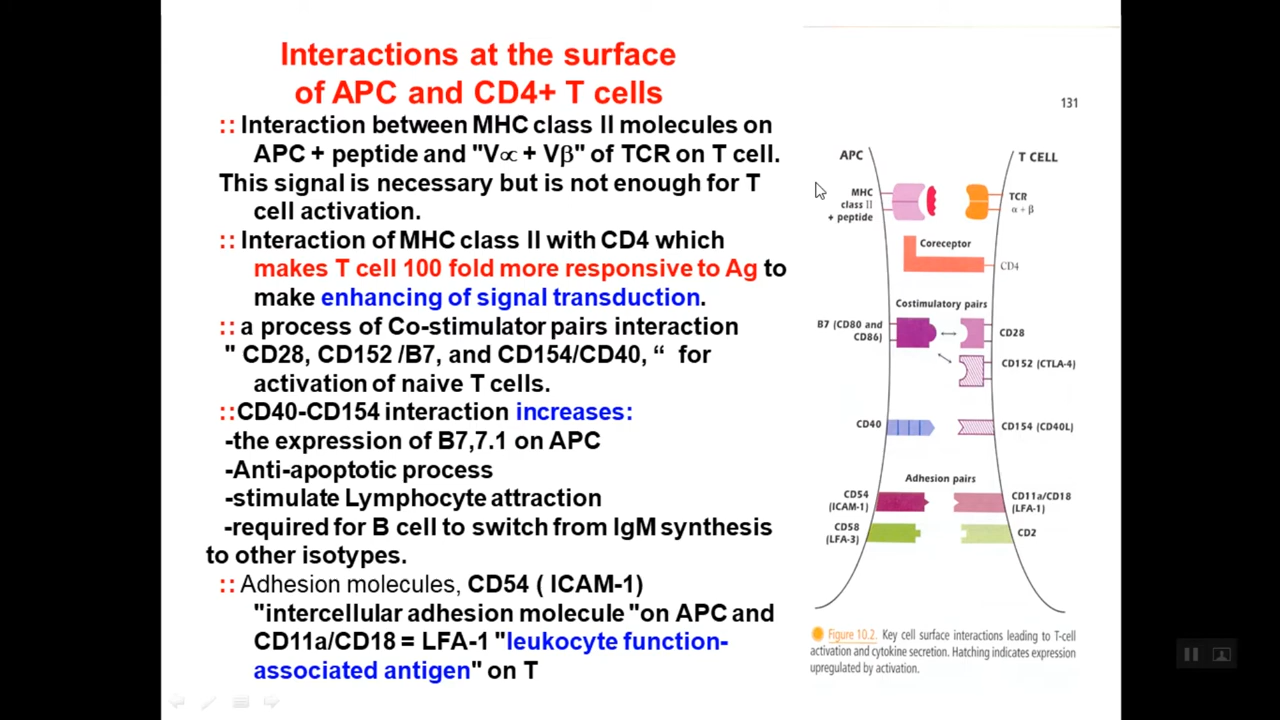 Interactions at the surface
of APC and CD4+ T cells
:: Interaction between MHC class II molecules on
APC + peptide and "V∝ + Vβ" of TCR on T cell.
This signal is necessary but is not enough for T
cell activation.
:: Interaction of MHC class II with CD4 which
makes T cell 100 fold more responsive to Ag to
make enhancing of signal transduction.
:: a process of Co-stimulator pairs interaction
" CD28, CD152 /B7, and CD154/CD40, “ for
activation of naive T cells.
::CD40-CD154 interaction increases:
-the expression of B7,7.1 on APC
-Anti-apoptotic process
-stimulate Lymphocyte attraction
-required for B cell to switch from IgM synthesis
to other isotypes.
:: Adhesion molecules, CD54 ( ICAM-1)
"intercellular adhesion molecule "on APC and
CD11a/CD18 = LFA-1 "leukocyte function-
associated antigen" on T
131
APC
T CELL
MHC
class II
+ peptide
TCR
α + β
Coreceptor
CD4
Costimulatory pairs
B7 (CD80 and
CD86)
CD28
CD152 (CTLA-4)
CD40
CD154 (CD40L)
Adhesion pairs
CD54
(ICAM-1)
CD11a/CD18
(LFA-1)
CD58
(LFA-3)
CD2
Figure 10.2. Key cell surface interactions leading to T-cell
activation and cytokine secretion. Hatching indicates expression
upregulated by activation.